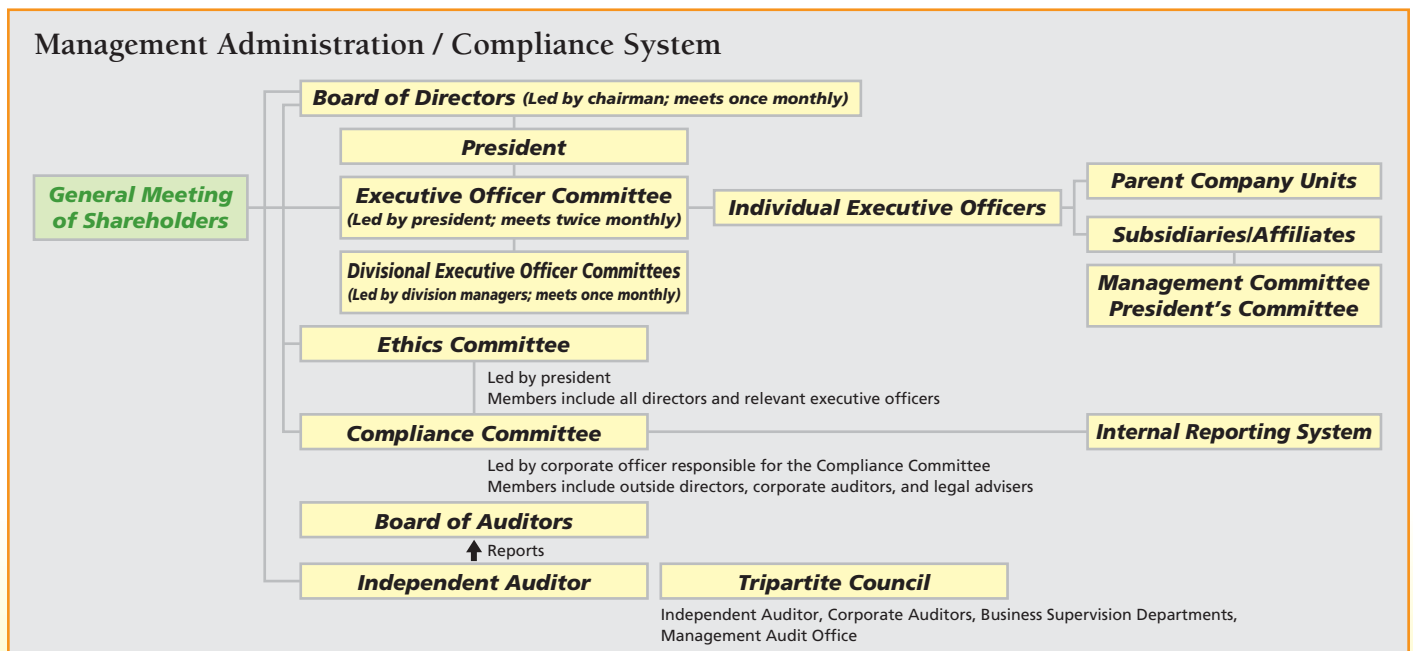 Management Administration / Compliance System
Board of Directors (Led by chairman; meets once monthly)
President
General Meeting
of Shareholders
Executive Officer Committee
(Led by president; meets twice monthly)
Individual Executive Officers
Parent Company Units
Subsidiaries/Affiliates
Management Committee
President’s Committee
Divisional Executive Officer Committees
(Led by division managers; meets once monthly)
Ethics Committee
Led by president
Members include all directors and relevant executive officers
Compliance Committee
Internal Reporting System
Led by corporate officer responsible for the Compliance Committee
Members include outside directors, corporate auditors, and legal advisers
Board of Auditors
Reports
Independent Auditor
Tripartite Council
Independent Auditor, Corporate Auditors, Business Supervision Departments,
Management Audit Office